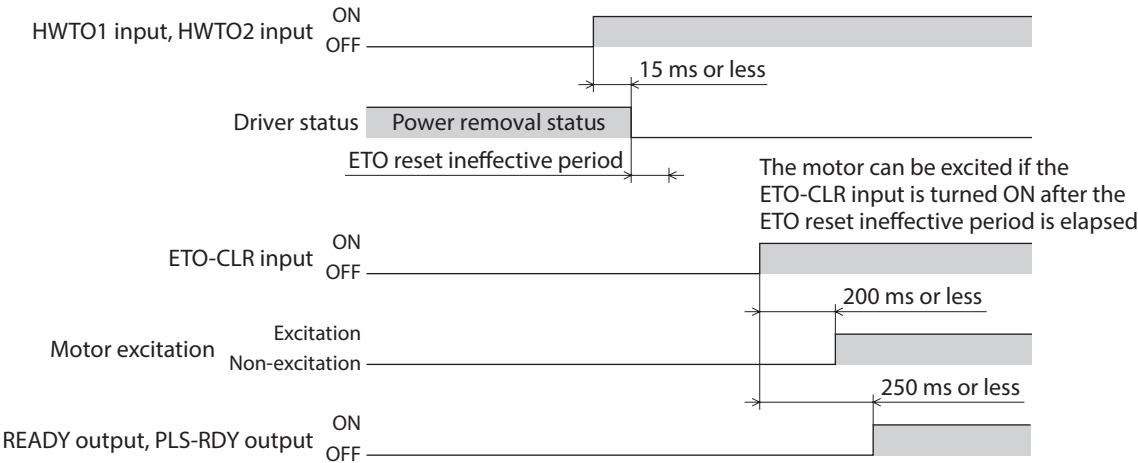 ON
HWTO1 input, HWTO2 input
OFF
15 ms or less
Driver status
Power removal status
ETO reset ineffective period
The motor can be excited if the
ETO-CLR input is turned ON after the
ETO reset ineffective period is elapsed
ON
ETO-CLR input
OFF
200 ms or less
Excitation
Motor excitation
Non-excitation
250 ms or less
ON
READY output, PLS-RDY output
OFF